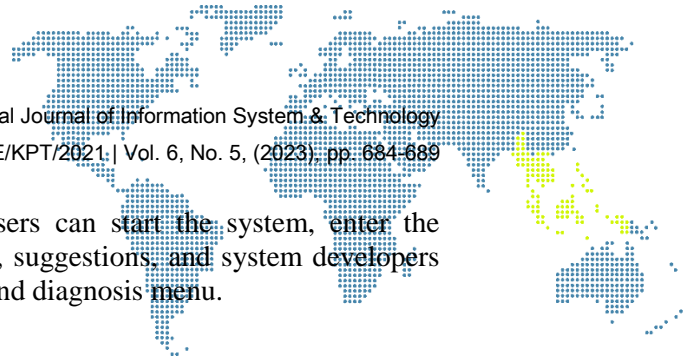 al Journal of Information System & Technology
E/KPT/2021 | Vol. 6, No. 5, (2023), pp. 684-689
sers can start the system, enter the
, suggestions, and system developers
nd diagnosis menu.